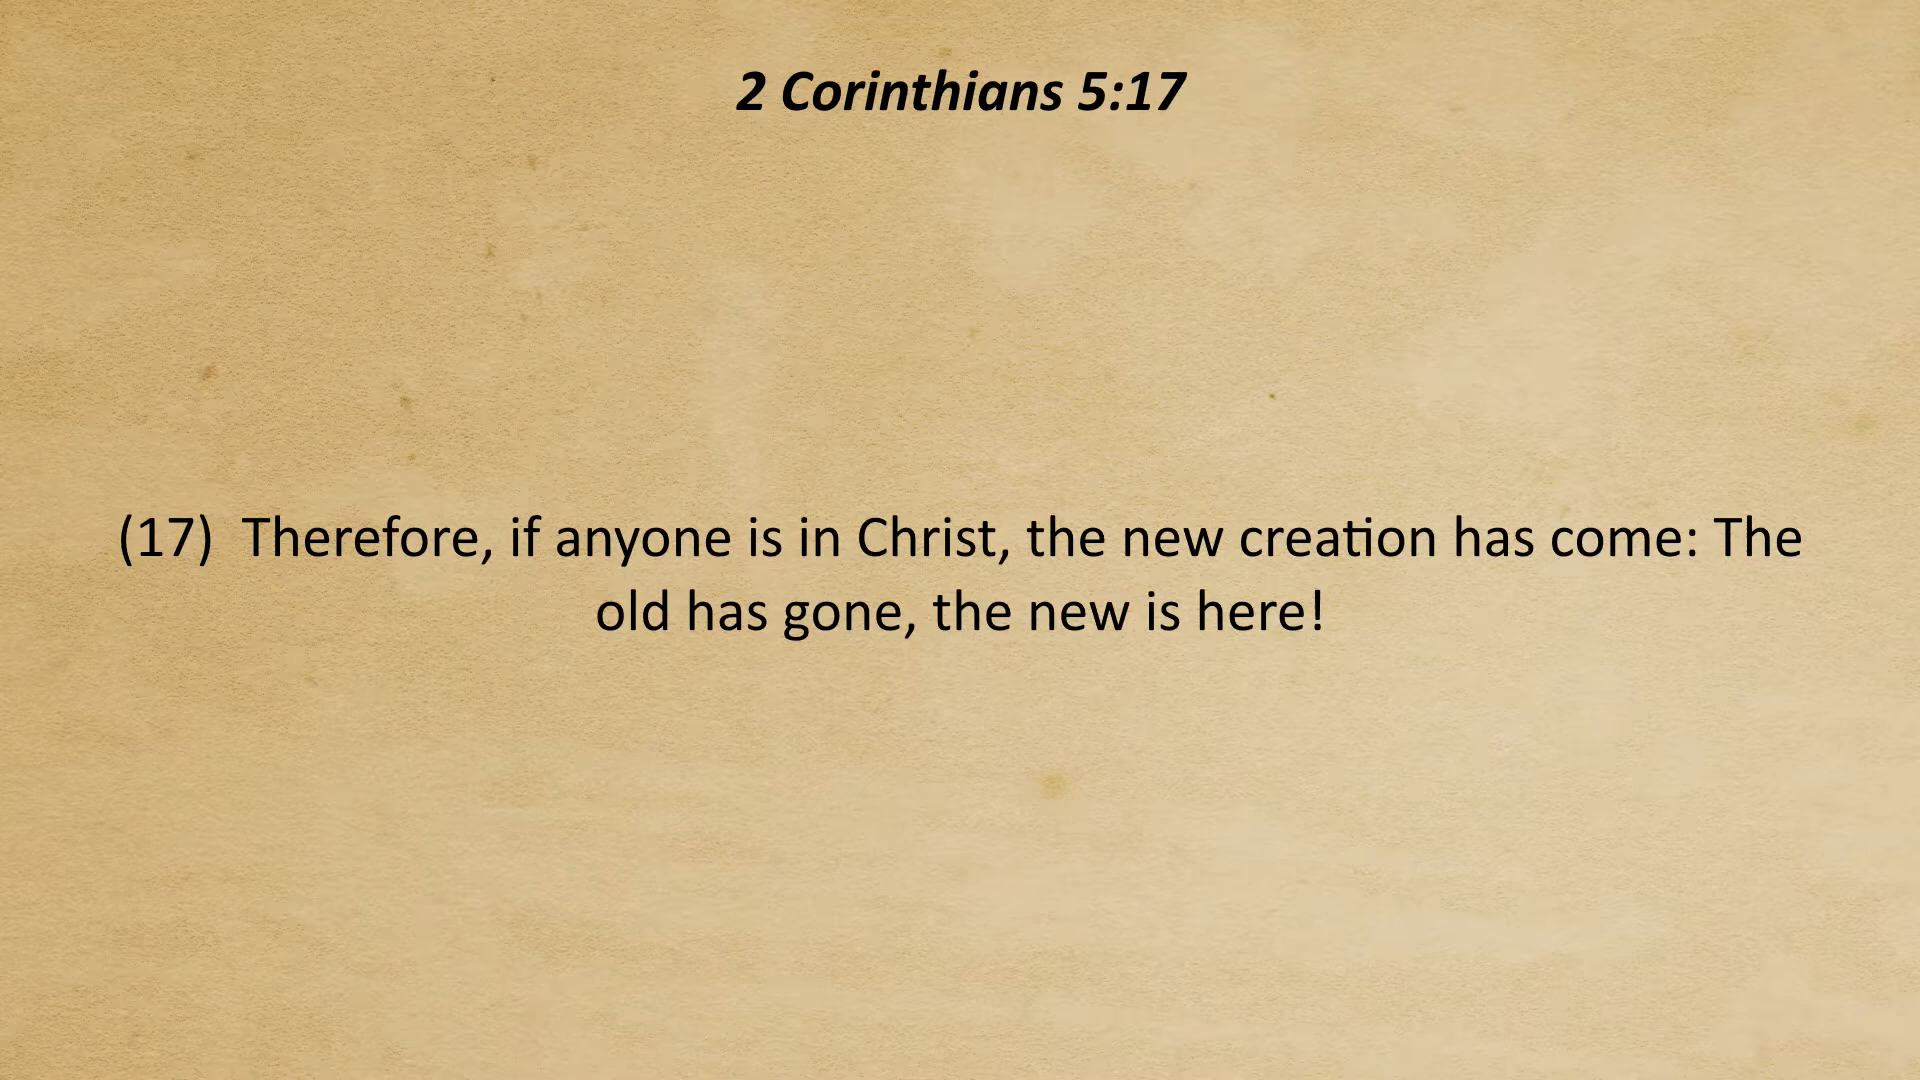 2 Corinthians 5:17
(17)  Therefore, if anyone is in Christ, the new creation has come: The
old has gone, the new is here!